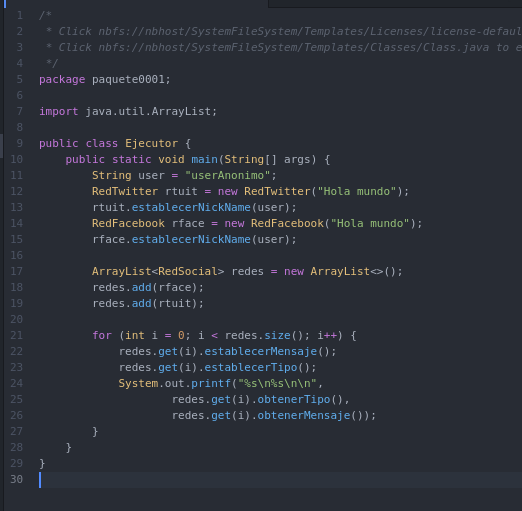 1 /*
2 * Click nbfs://nbhost/SystemFileSystem/Templates/Licenses/license-defaul
3 * Click nbfs://nbhost/SystemFileSystem/Templates/Classes/Class.java to e
4 */
5 package paquete0001;
6
7 import java.util.ArrayList;
8
9 public class Ejecutor {
10 public static void main(String[] args) {
11 String user = "userAnonimo";
12 RedTwitter rtuit = new RedTwitter("Hola mundo");
13 rtuit.establecerNickName(user);
14 RedFacebook rface = new RedFacebook("Hola mundo");
15 rface.establecerNickName(user);
16
17 ArrayList<RedSocial> redes = new ArrayList<>();
18 redes.add(rface);
19 redes.add(rtuit);
20
21 for (int i = 0; i < redes.size(); i++) {
22 redes.get(i).establecerMensaje();
23 redes.get(i).establecerTipo();
24 System.out.printf("%s\n%s\n\n",
25 redes.get(i).obtenerTipo(),
26 redes.get(i).obtenerMensaje());
27 }
28 }
29 }
30